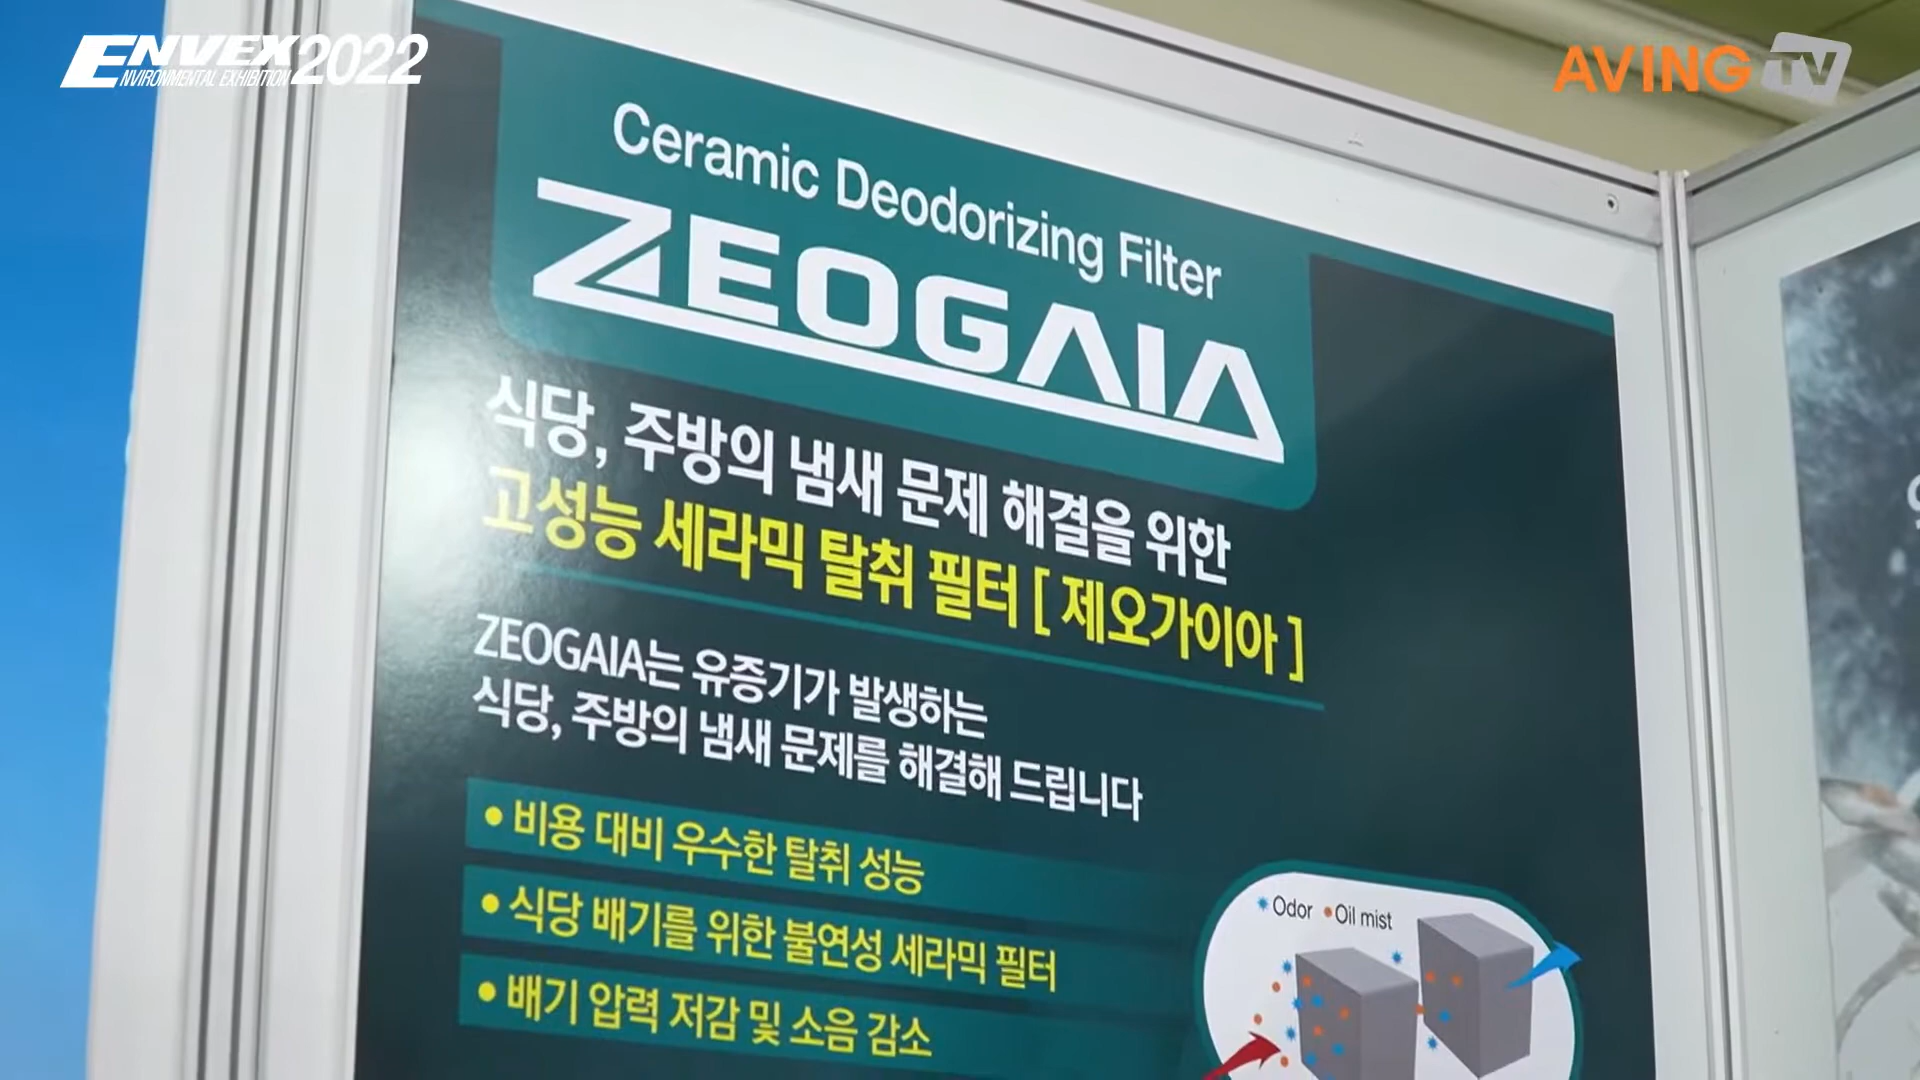 ENVEX2022
ENVIRONMENTAL EXHIBITION
AVING TV
Ceramic Deodorizing Filter
ZEOGAIA
식당, 주방의 냄새 문제 해결을 위한
고성능 세라믹 탈취 필터 [ 제오가이아 ]
ZEOGAIA는 유증기가 발생하는
식당, 주방의 냄새 문제를 해결해 드립니다
• 비용 대비 우수한 탈취 성능
• 식당 배기를 위한 불연성 세라믹 필터
• 배기 압력 저감 및 소음 감소
Odor • Oil mist